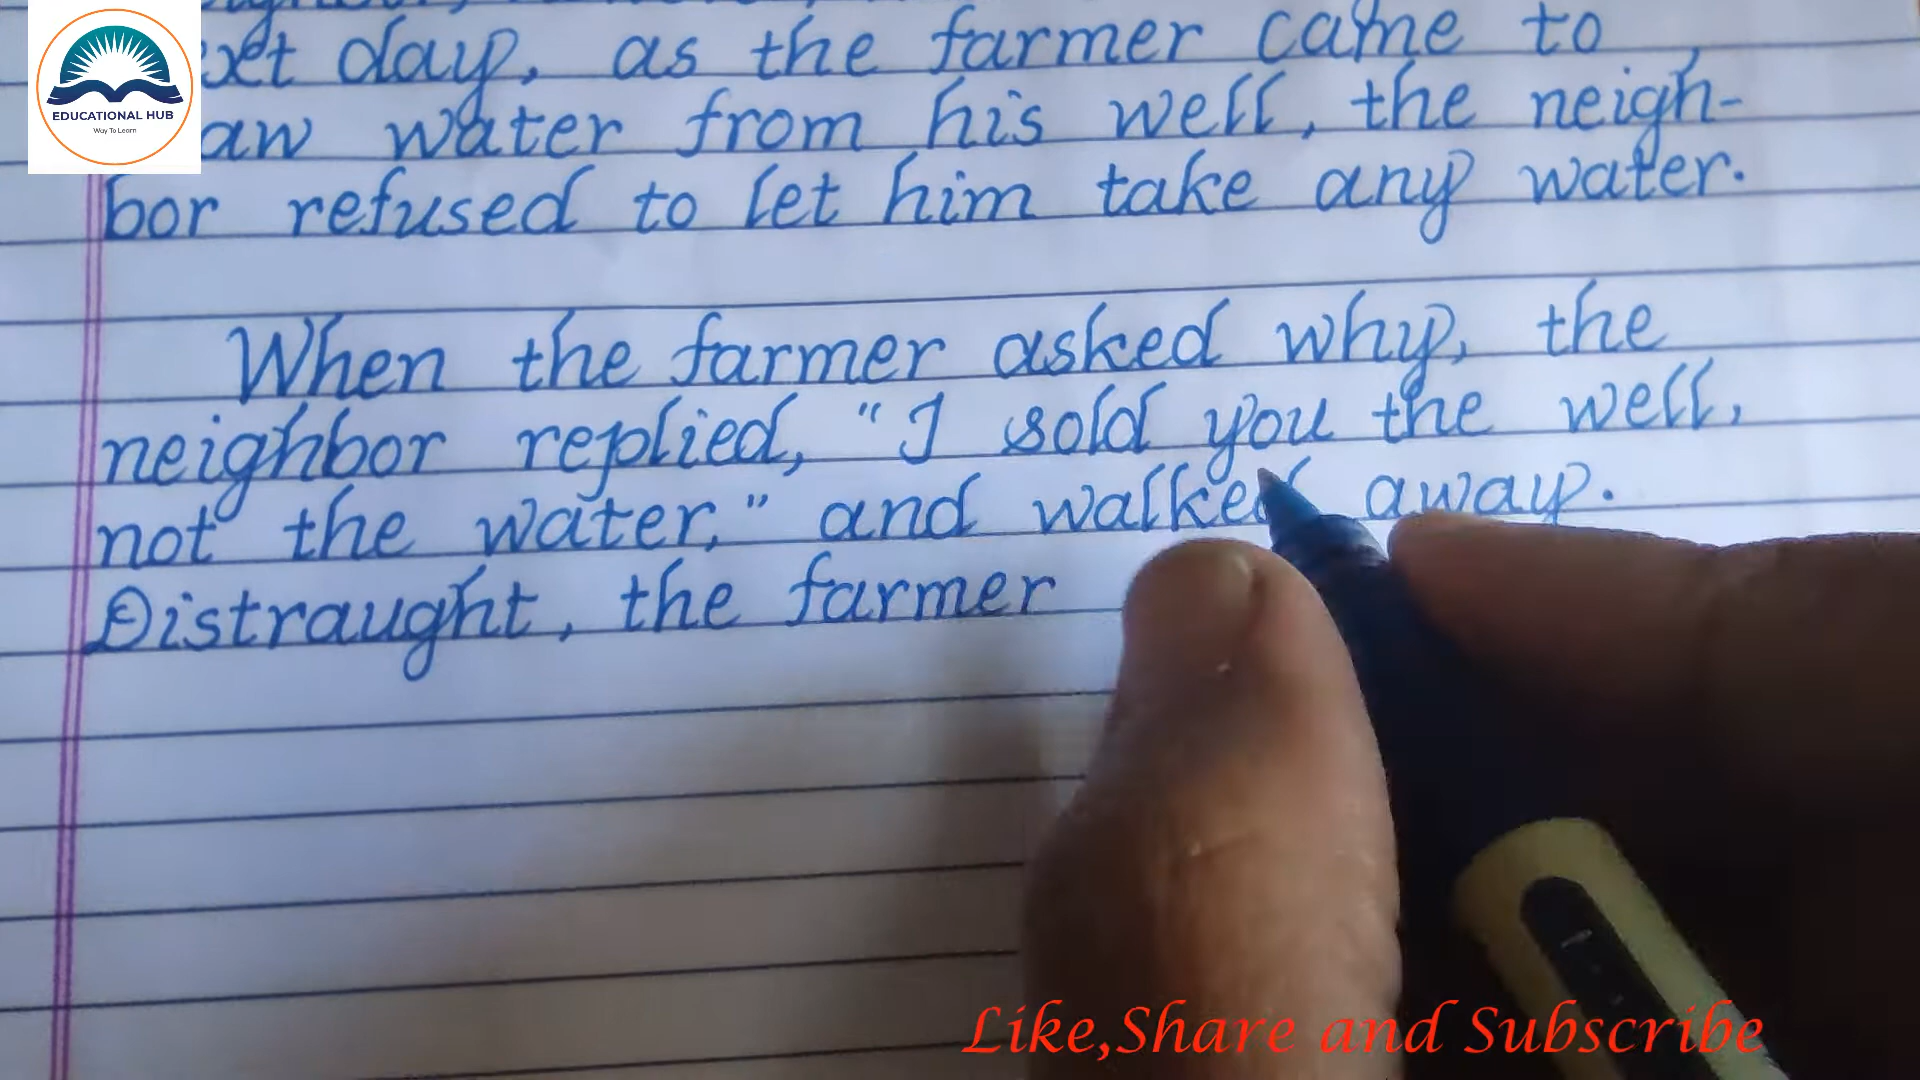 day, as the farmer came to
EDUCATIONAL HUB
Way To Learn
water from his well, the neigh-
bor refused to let him take any water.
When the farmer asked why, the
neighbor replied, "I sold you the well,
not the water," and walked away.
Distraught, the farmer
Like,Share and Subscribe